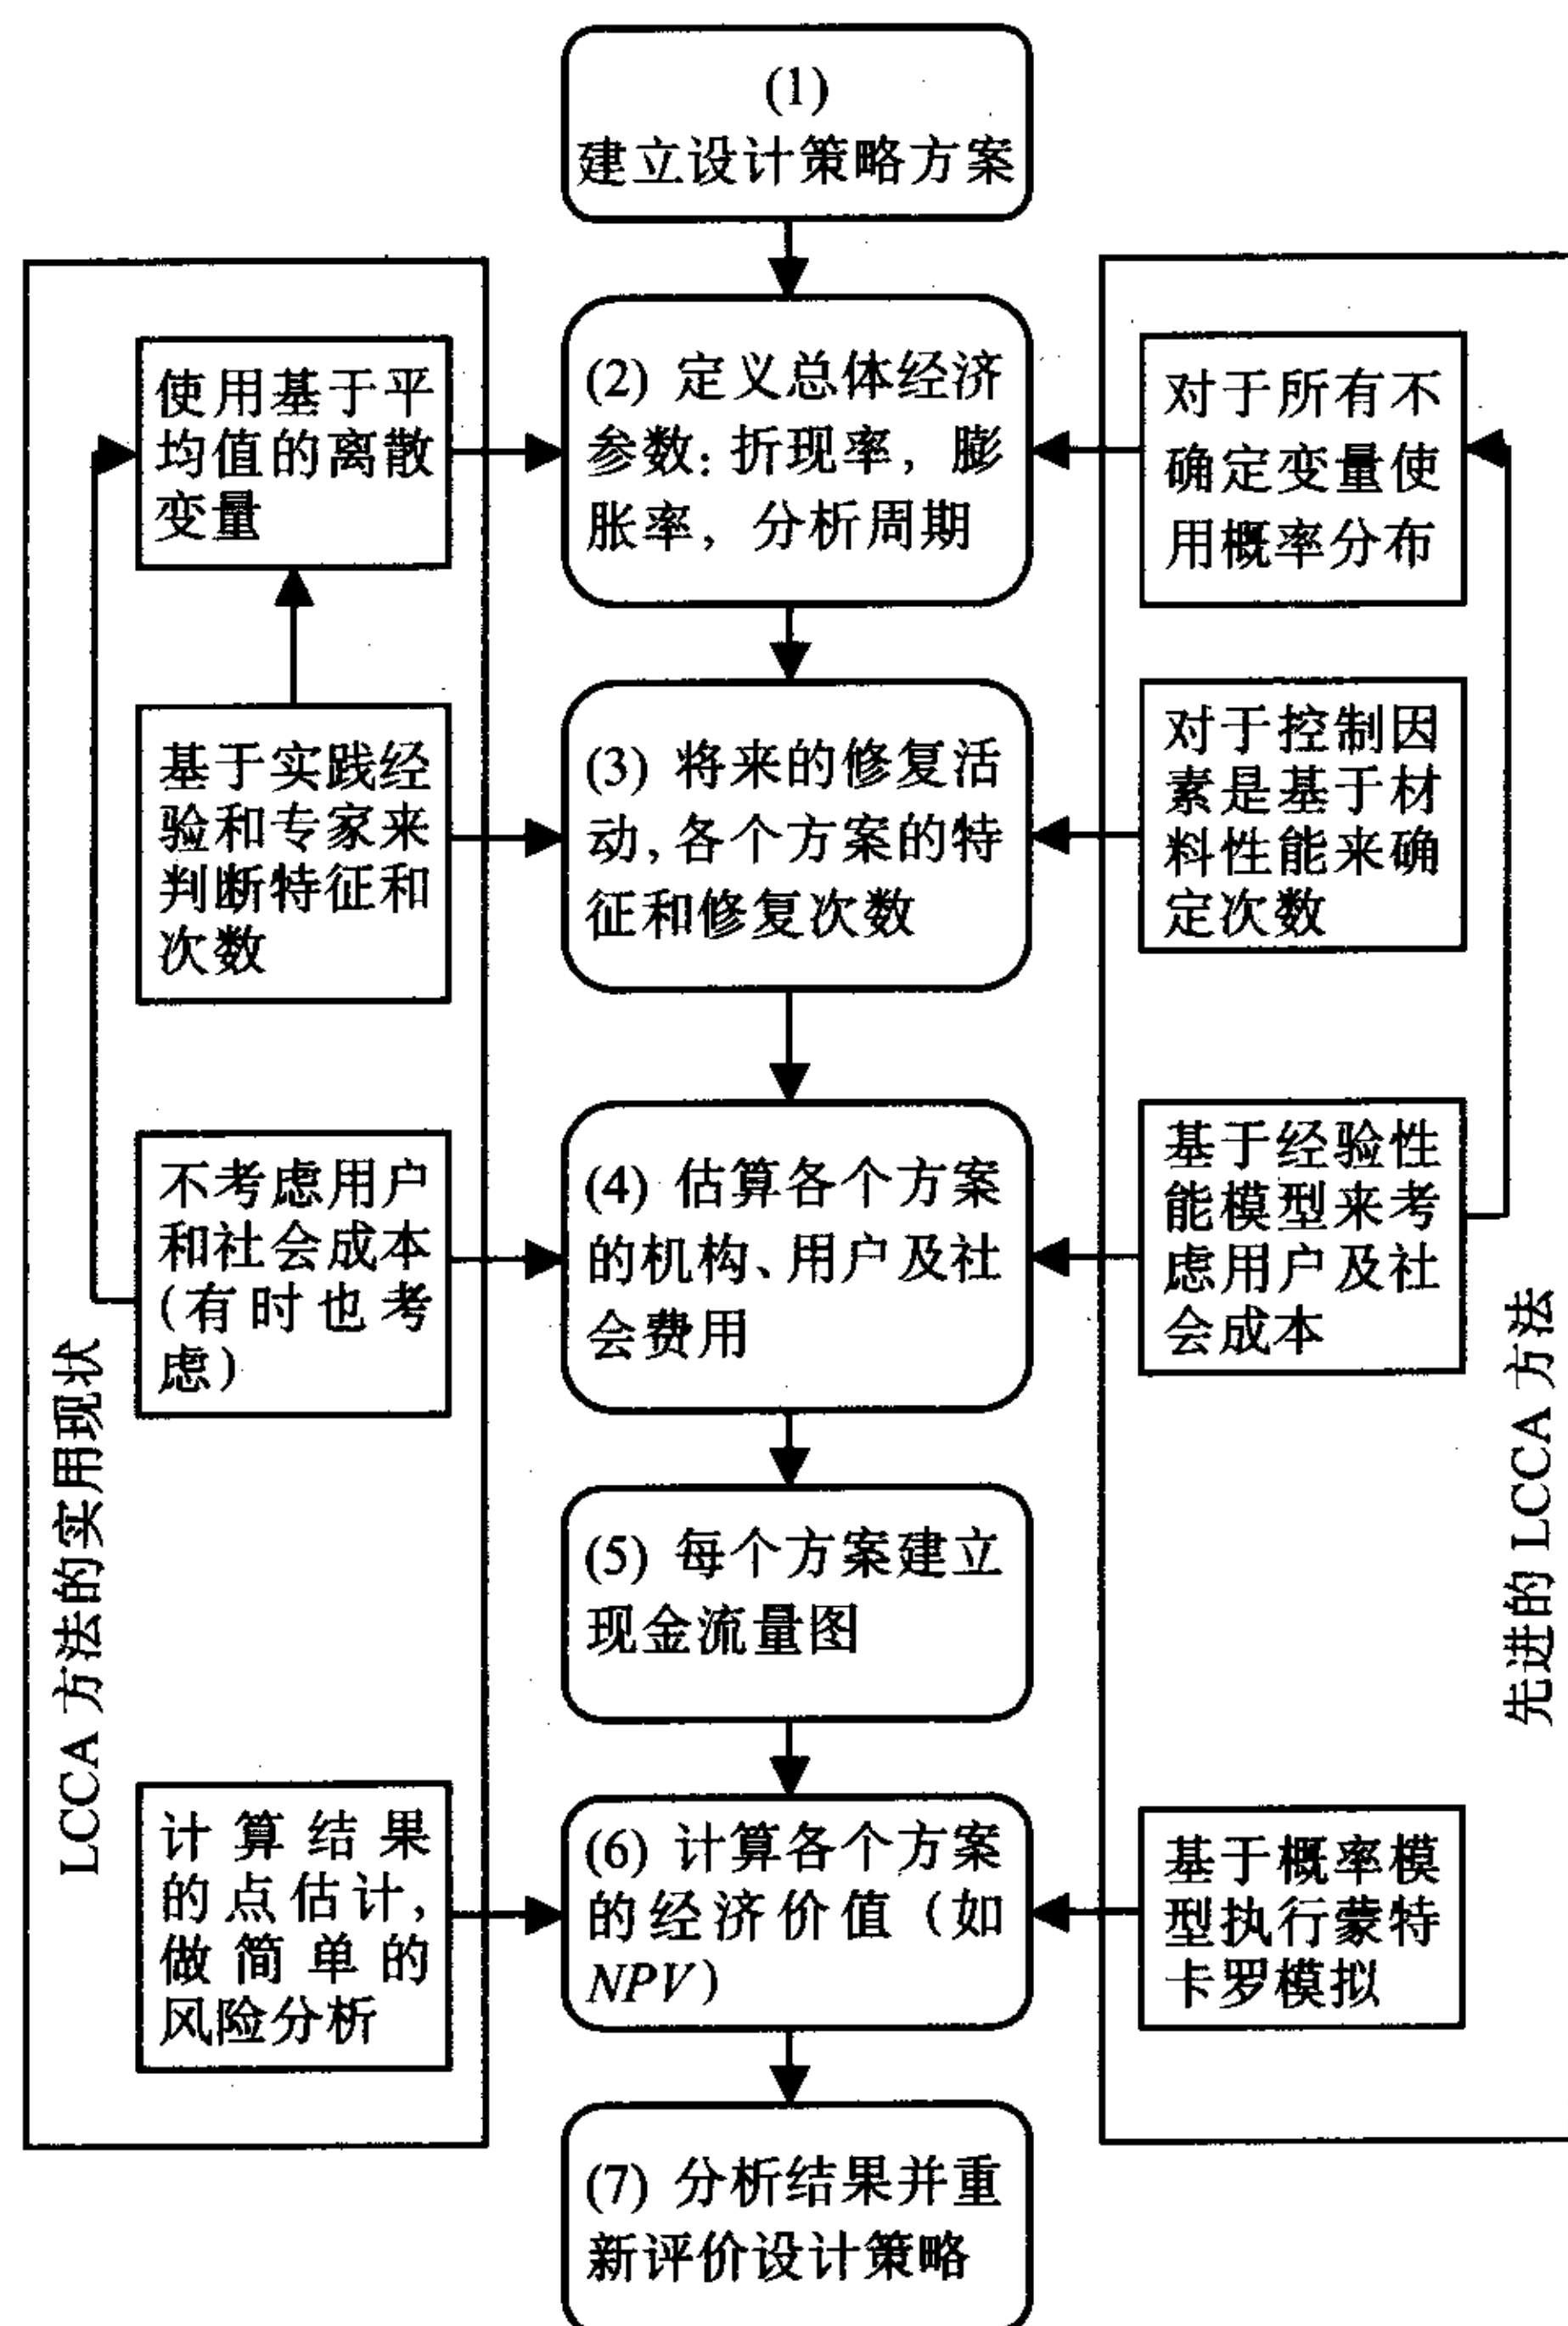 (1)
建立设计策略方案
使用基于平
均值的离散
变量
(2) 定义总体经济
参数：折现率，膨
胀率，分析周期
对于所有不
确定变量使
用概率分布
基于实践经
验和专家来
判断特征和
次数
(3) 将来的修复活
动，各个方案的特
征和修复次数
对于控制因
素是基于材
料性能来确
定次数
不考虑用户
和社会成本
(有时也考
虑)
(4) 估算各个方案
的机构、用户及社
会费用
基于经验性
能模型来考
虑用户及社
会成本
LCCA 方法的实用现状
先进的 LCCA 方法
(5) 每个方案建立
现金流量图
计算结果
的点估计，
做简单的
风险分析
(6) 计算各个方案
的经济价值（如
NPV）
基于概率模
型执行蒙特
卡罗模拟
(7) 分析结果并重
新评价设计策略